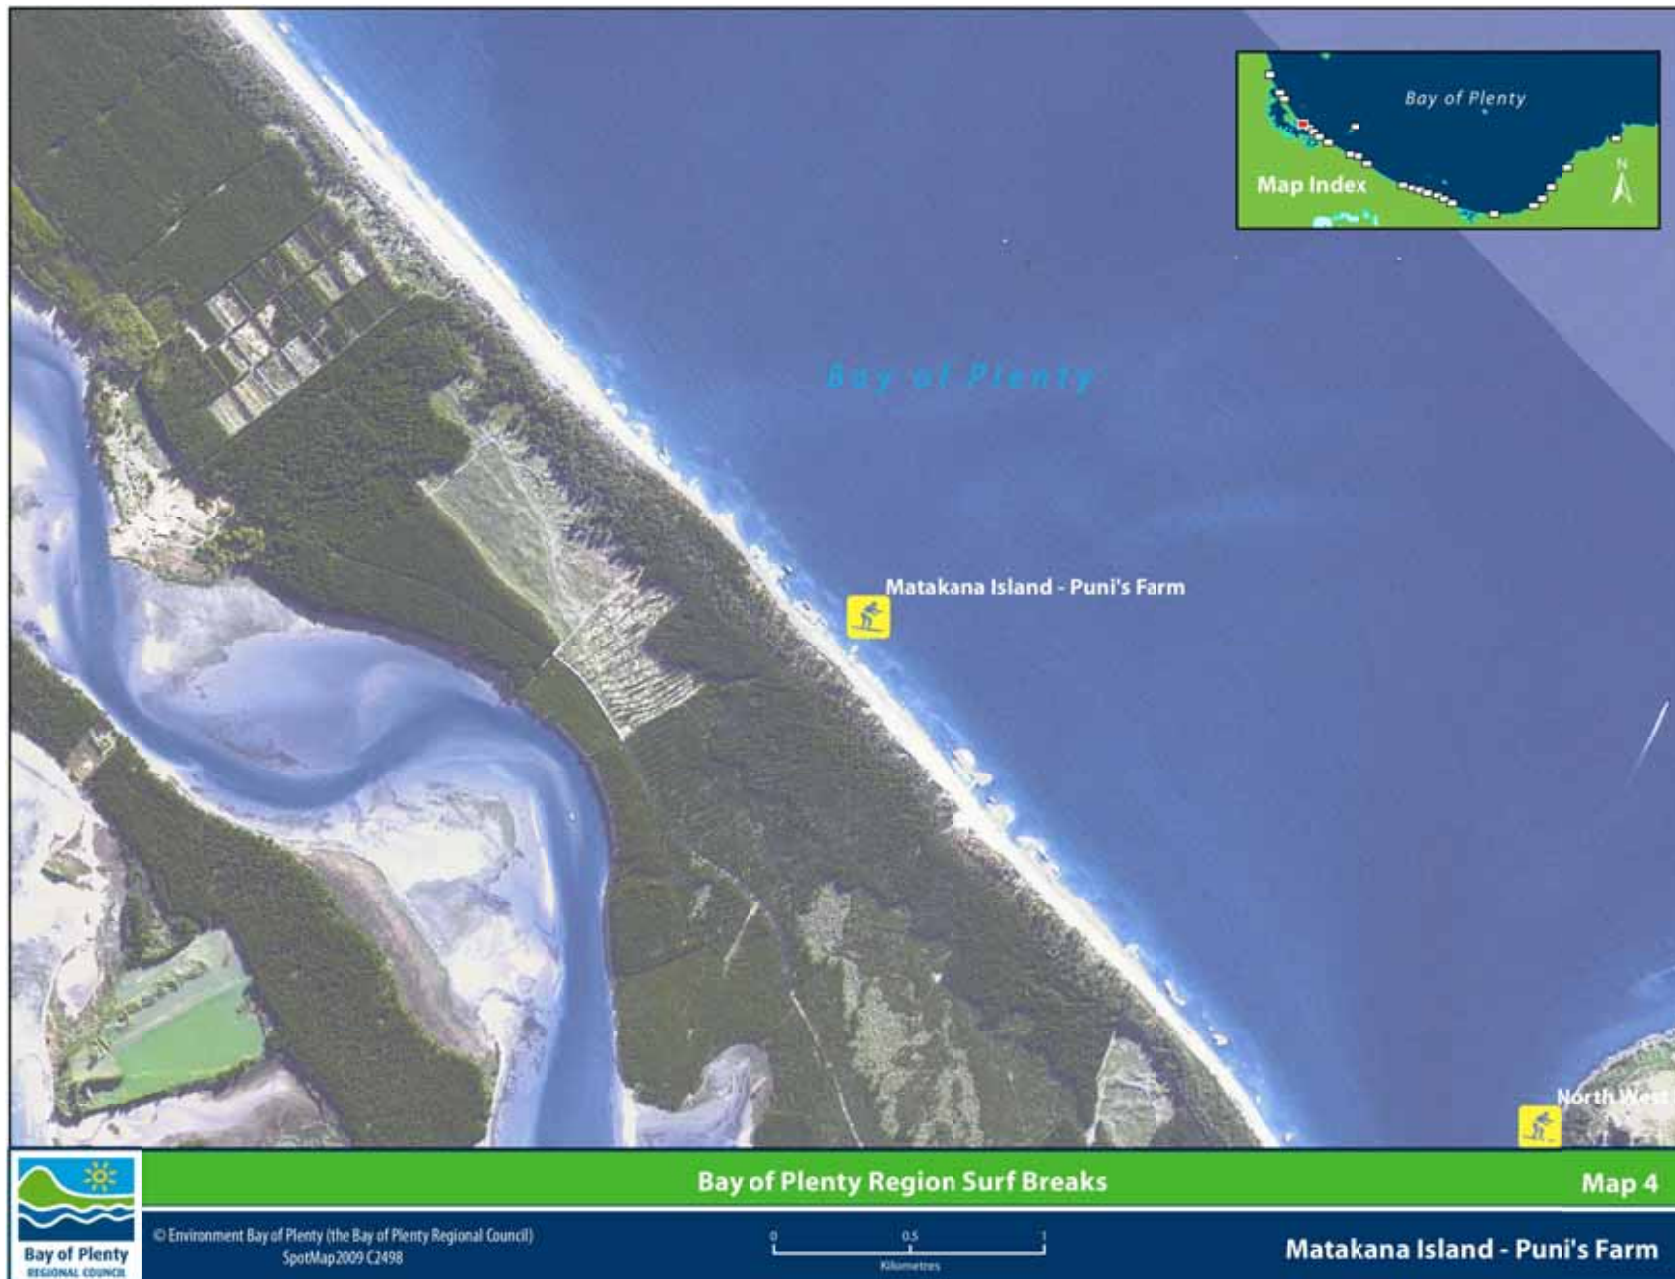 Bay of Plenty
N
Map Index
Bay of Plenty
Matakana Island - Puni's Farm
North West
Bay of Plenty Region Surf Breaks
Map 4
Bay of Plenty
REGIONAL COUNCIL
© Environment Bay of Plenty (the Bay of Plenty Regional Council)
SpotMap2009 C2498
0 0.5 1
Kilometres
Matakana Island - Puni's Farm